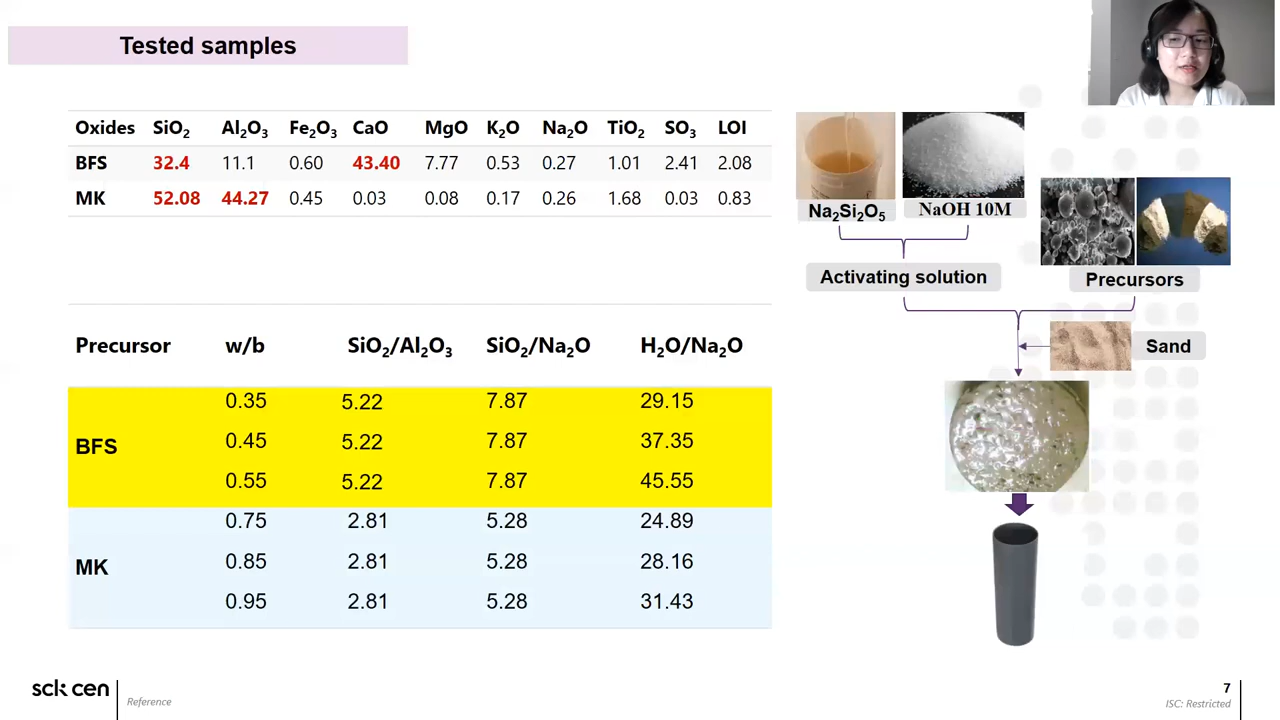 Tested samples
Oxides SiO₂ Al₂O₃ Fe₂O₃ CaO MgO K₂O Na₂O TiO₂ SO₃ LOI
BFS 32.4 11.1 0.60 43.40 7.77 0.53 0.27 1.01 2.41 2.08
MK 52.08 44.27 0.45 0.03 0.08 0.17 0.26 1.68 0.03 0.83
Precursor w/b SiO₂/Al₂O₃ SiO₂/Na₂O H₂O/Na₂O
BFS
0.35 5.22 7.87 29.15
0.45 5.22 7.87 37.35
0.55 5.22 7.87 45.55
MK
0.75 2.81 5.28 24.89
0.85 2.81 5.28 28.16
0.95 2.81 5.28 31.43
Na₂Si₂O₅
NaOH 10M
Activating solution
Precursors
Sand
sck cen
Reference
7
ISC: Restricted